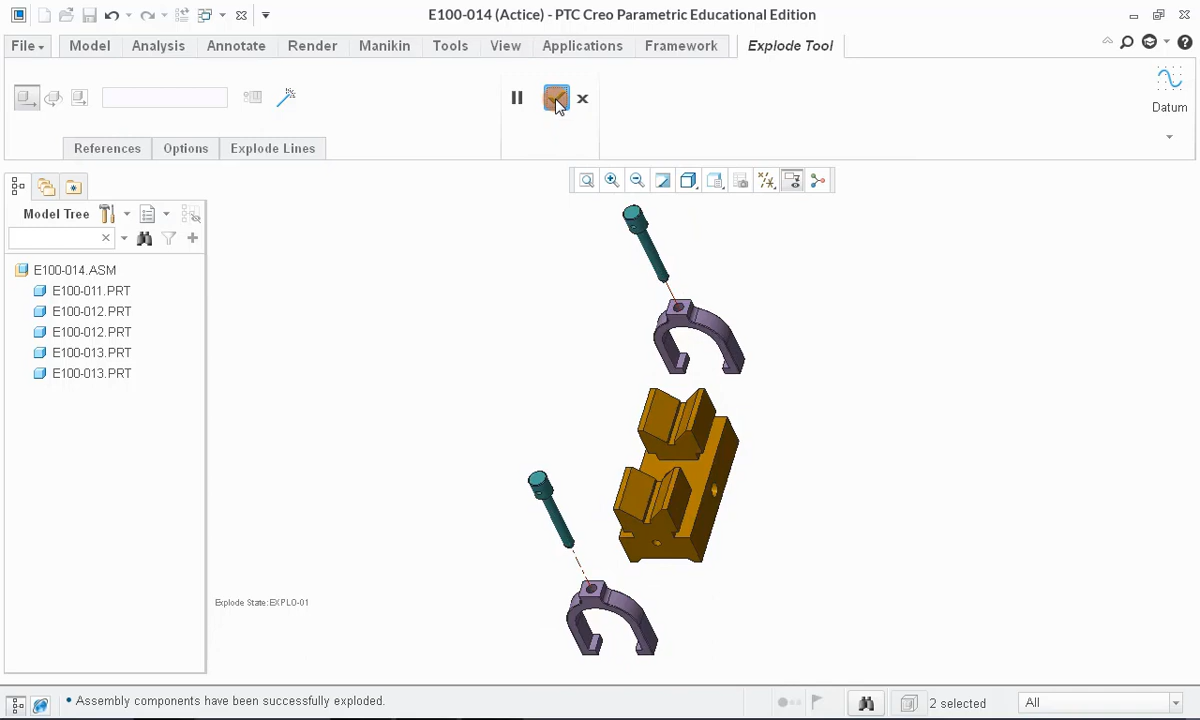 E100-014 (Actice) - PTC Creo Parametric Educational Edition
File Model Analysis Annotate Render Manikin Tools View Applications Framework Explode Tool
Datum
References Options Explode Lines
Model Tree
E100-014.ASM
E100-011.PRT
E100-012.PRT
E100-012.PRT
E100-013.PRT
E100-013.PRT
Explode State:EXPLO-01
Assembly components have been successfully exploded.
2 selected
All